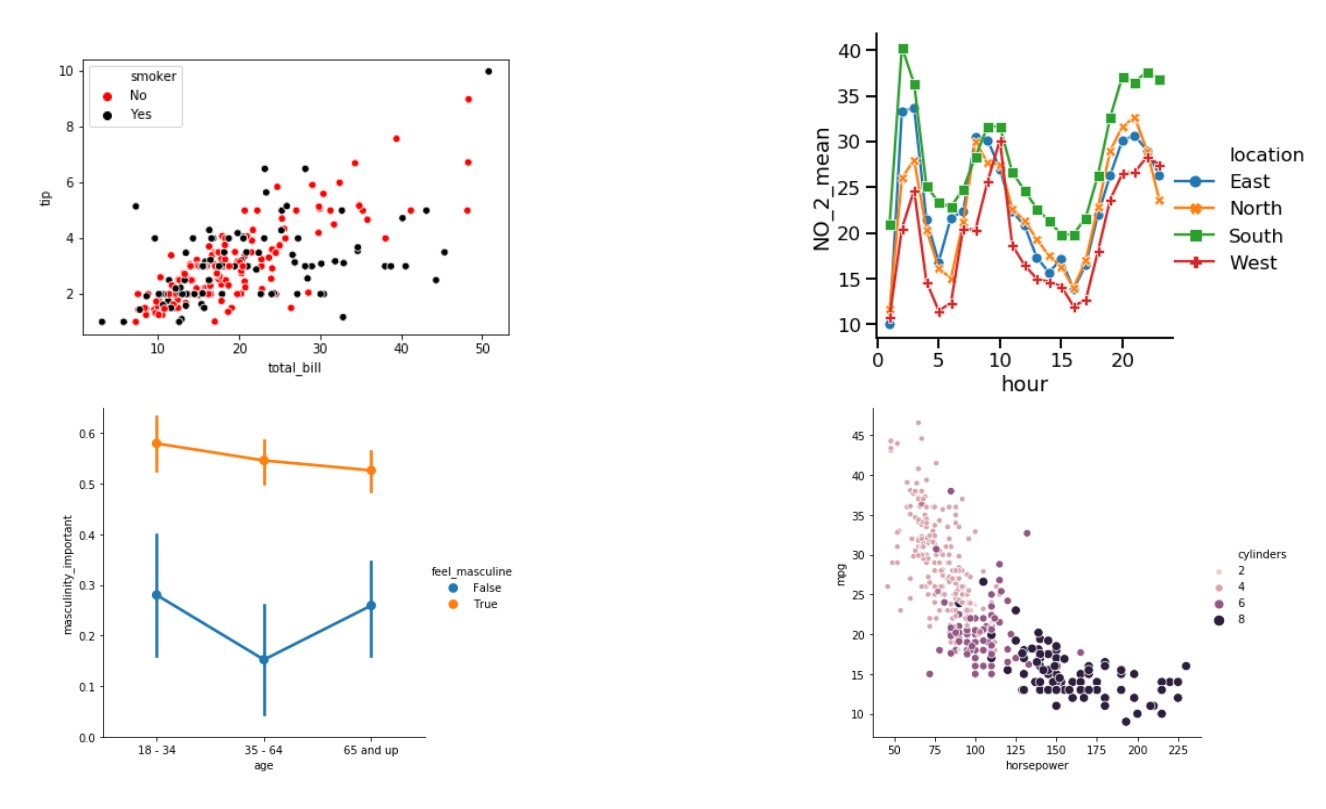 smoker
No
Yes
10
8
6
4
2
tip
10 20 30 40 50
total_bill
40
35
30
25
20
15
10
NO_2_mean
0 5 10 15 20
hour
location
East
North
South
West
0.6
0.5
0.4
0.3
0.2
0.1
0.0
masculinity_important
18 - 34 35 - 64 65 and up
age
feel_masculine
False
True
45
40
35
30
25
20
15
10
mpg
50 75 100 125 150 175 200 225
horsepower
cylinders
2
4
6
8